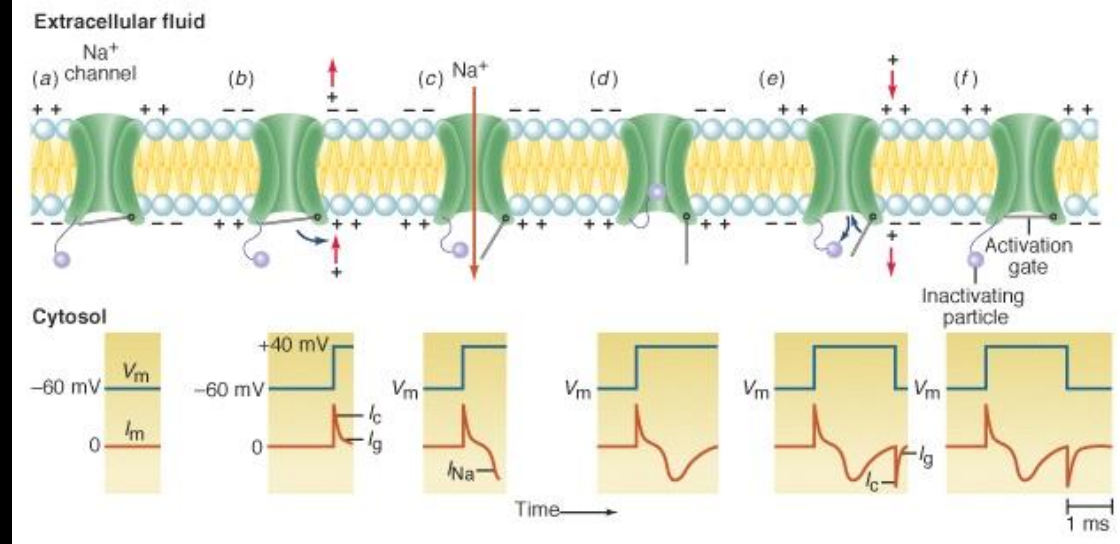 Extracellular fluid
Na+
(a) channel
(b)
+
(c) Na+
(d)
(e)
+
(f)
+ + + + – – – – – – – – – – – – + + + + + + + +
– – – – + + + + + + + + + + + + – – – – – – – –
+
+
Activation
gate
Inactivating
particle
Cytosol
–60 mV Vm
0 Im
+40 mV
–60 mV
0
Ic
Ig
Vm
INa
Vm
Vm
Ic
Ig
Vm
Time
1 ms